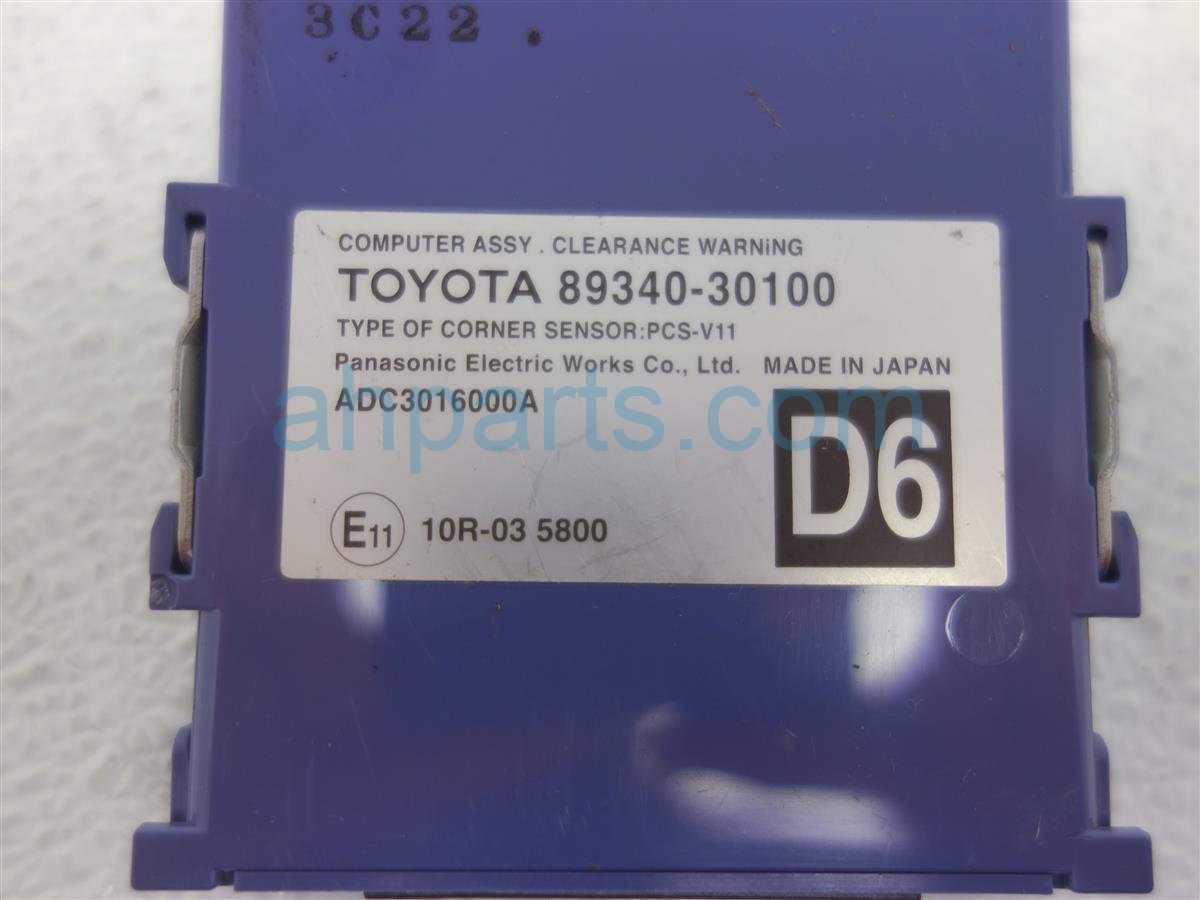 3C22
COMPUTER ASSY . CLEARANCE WARNiNG
TOYOTA 89340-30100
TYPE OF CORNER SENSOR:PCS-V11
Panasonic Electric Works Co., Ltd. MADE IN JAPAN
ADC3016000A
ahparts.com
D6
E11 10R-03 5800